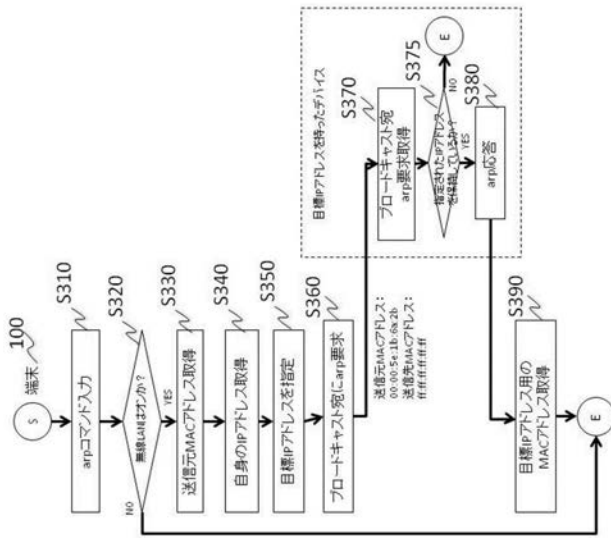 100
端末
S
S310
arpコマンド入力
S320
無線LANはオンか?
NO
YES
S330
送信元MACアドレス取得
S340
自身のIPアドレス取得
S350
目標IPアドレスを指定
S360
ブロードキャスト宛にarp要求
送信元MACアドレス:
00:00:5e:1b:6a:2b
送信先MACアドレス:
ff:ff:ff:ff:ff:ff
目標IPアドレスを持ったデバイス
S370
ブロードキャスト宛
arp要求取得
S375
指定されたIPアドレス
を保持しているか?
NO
E
YES
S380
arp応答
S390
目標IPアドレス用の
MACアドレス取得
E